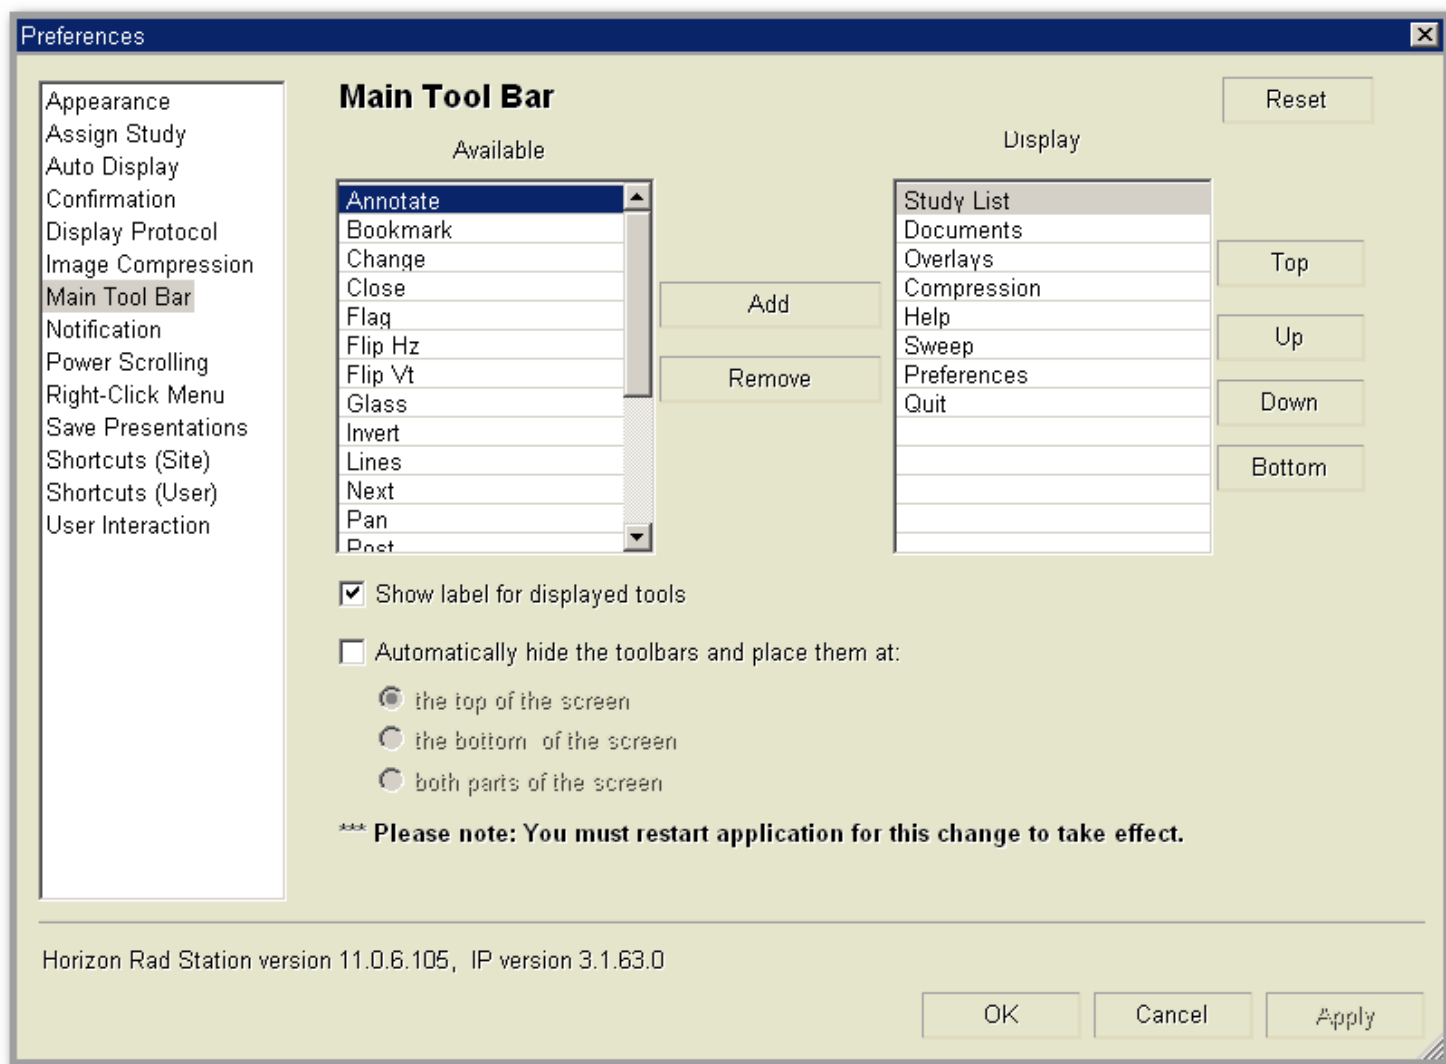 Preferences
Appearance
Assign Study
Auto Display
Confirmation
Display Protocol
Image Compression
Main Tool Bar
Notification
Power Scrolling
Right-Click Menu
Save Presentations
Shortcuts (Site)
Shortcuts (User)
User Interaction
Main Tool Bar
Reset
Available
Annotate
Bookmark
Change
Close
Flag
Flip Hz
Flip Vt
Glass
Invert
Lines
Next
Pan
Post
Add
Remove
Display
Study List
Documents
Overlays
Compression
Help
Sweep
Preferences
Quit
Top
Up
Down
Bottom
Show label for displayed tools
Automatically hide the toolbars and place them at:
the top of the screen
the bottom of the screen
both parts of the screen
*** Please note: You must restart application for this change to take effect.
Horizon Rad Station version 11.0.6.105, IP version 3.1.63.0
OK
Cancel
Apply